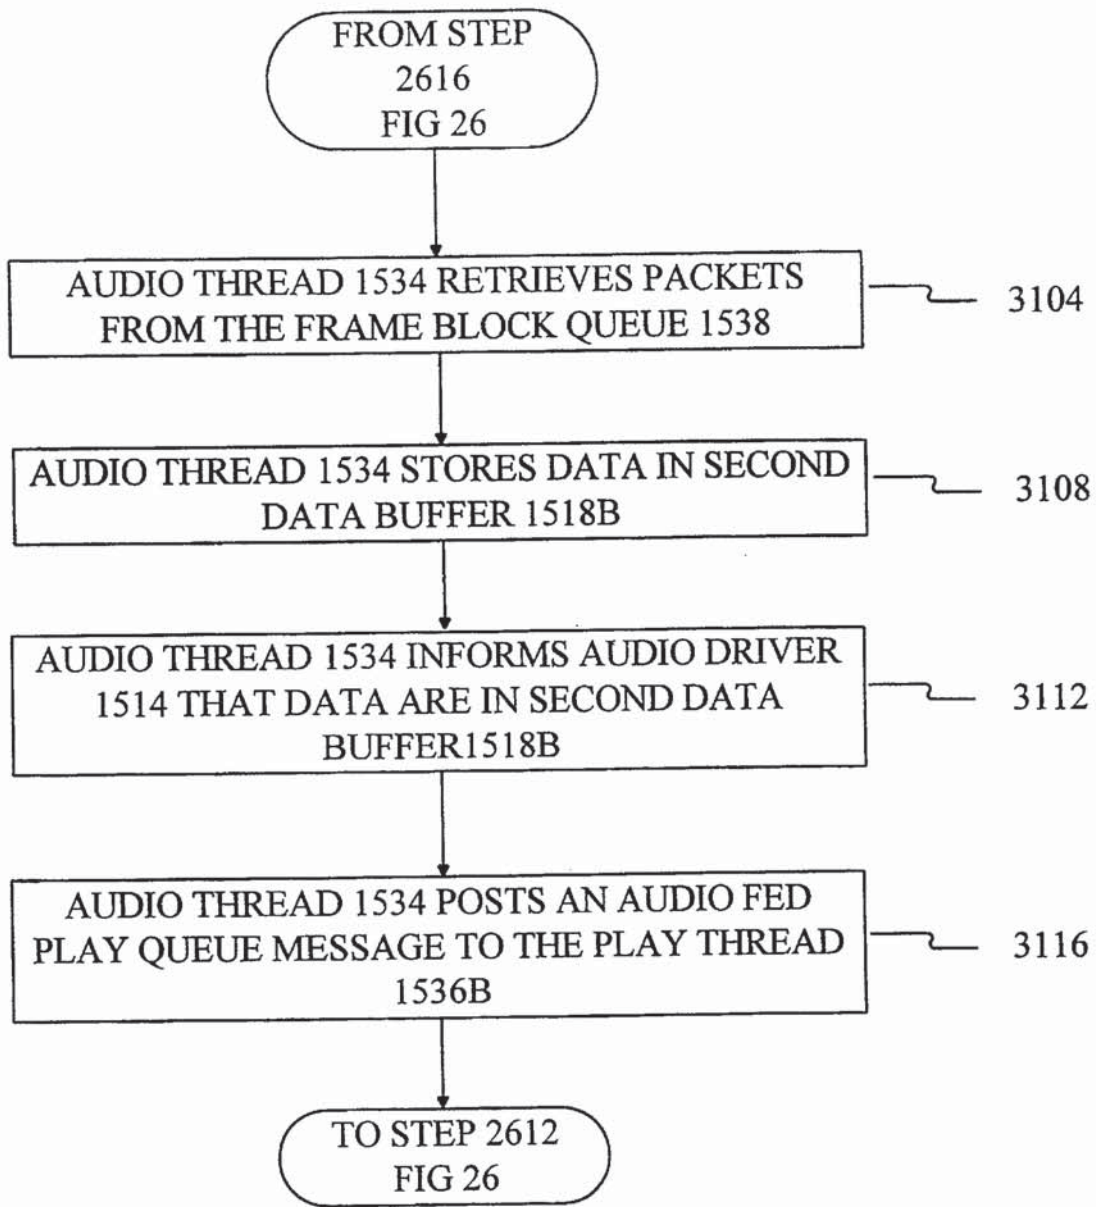 FROM STEP
2616
FIG 26
AUDIO THREAD 1534 RETRIEVES PACKETS
FROM THE FRAME BLOCK QUEUE 1538
3104
AUDIO THREAD 1534 STORES DATA IN SECOND
DATA BUFFER 1518B
3108
AUDIO THREAD 1534 INFORMS AUDIO DRIVER
1514 THAT DATA ARE IN SECOND DATA
BUFFER1518B
3112
AUDIO THREAD 1534 POSTS AN AUDIO FED
PLAY QUEUE MESSAGE TO THE PLAY THREAD
1536B
3116
TO STEP 2612
FIG 26